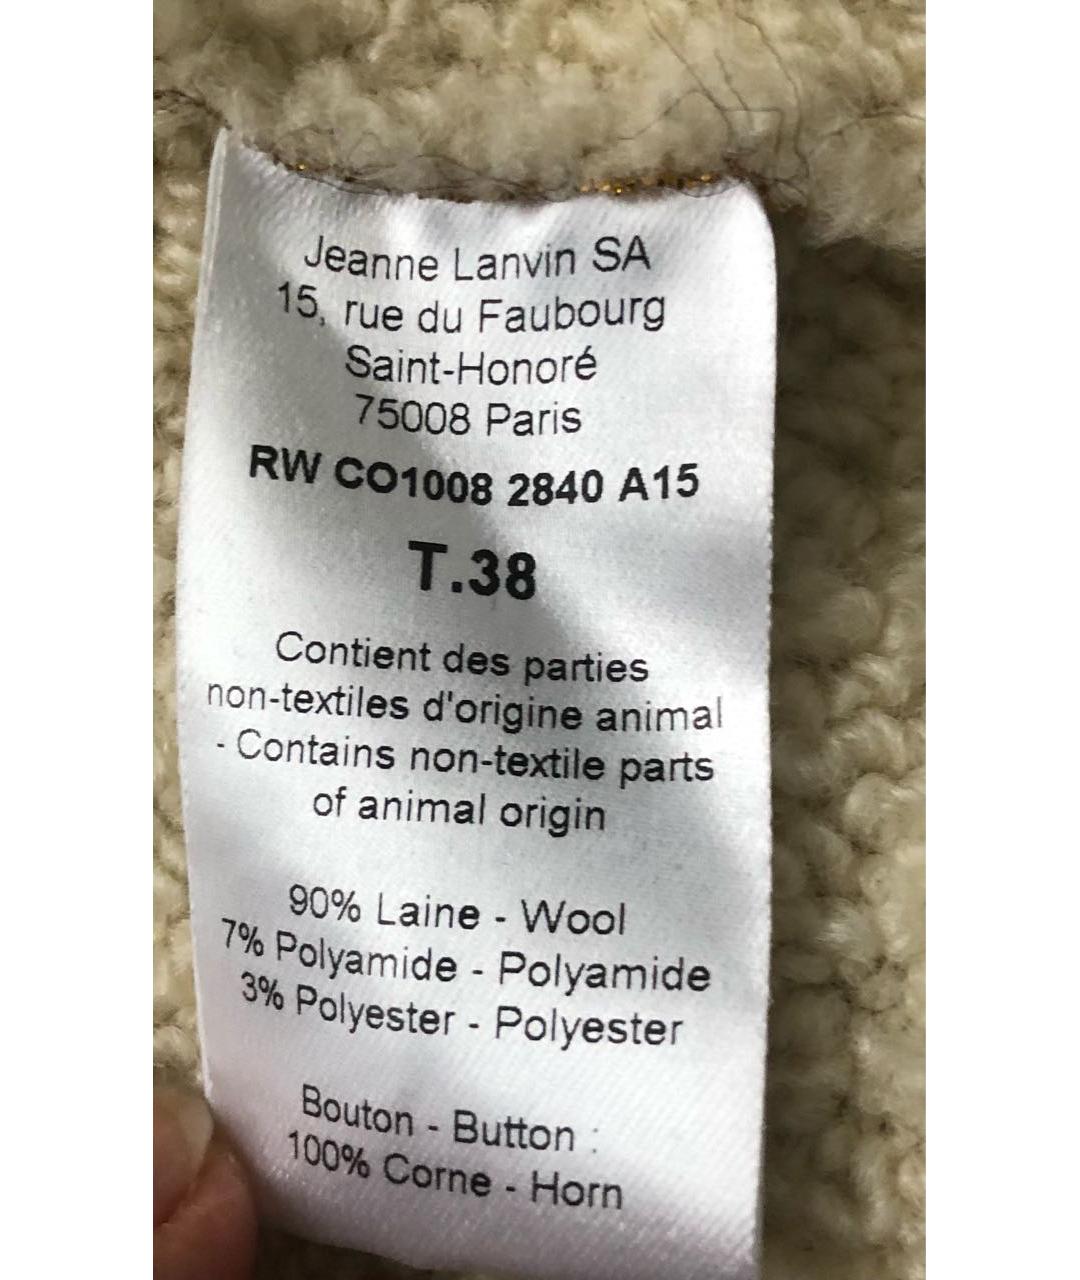 Jeanne Lanvin SA
15, rue du Faubourg
Saint-Honoré
75008 Paris
RW CO1008 2840 A15
T.38
Contient des parties
non-textiles d'origine animal
- Contains non-textile parts
of animal origin
90% Laine - Wool
7% Polyamide - Polyamide
3% Polyester - Polyester
Bouton - Button :
100% Corne - Horn